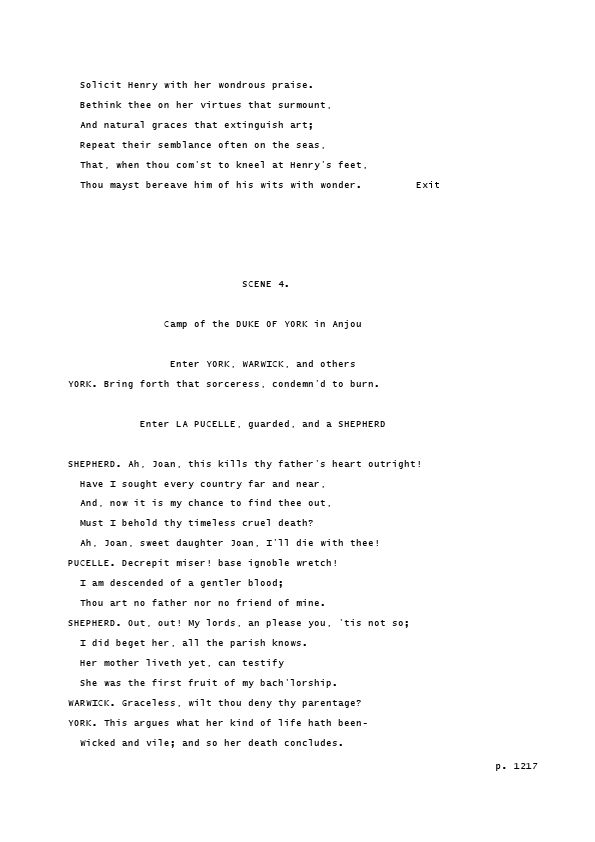 Solicit Henry with her wondrous praise.
Bethink thee on her virtues that surmount,
And natural graces that extinguish art;
Repeat their semblance often on the seas,
That, when thou com'st to kneel at Henry's feet,
Thou mayst bereave him of his wits with wonder. Exit
SCENE 4.
Camp of the DUKE OF YORK in Anjou
Enter YORK, WARWICK, and others
YORK. Bring forth that sorceress, condemn'd to burn.
Enter LA PUCELLE, guarded, and a SHEPHERD
SHEPHERD. Ah, Joan, this kills thy father's heart outright!
Have I sought every country far and near,
And, now it is my chance to find thee out,
Must I behold thy timeless cruel death?
Ah, Joan, sweet daughter Joan, I'll die with thee!
PUCELLE. Decrepit miser! base ignoble wretch!
I am descended of a gentler blood;
Thou art no father nor no friend of mine.
SHEPHERD. Out, out! My lords, an please you, 'tis not so;
I did beget her, all the parish knows.
Her mother liveth yet, can testify
She was the first fruit of my bach'lorship.
WARWICK. Graceless, wilt thou deny thy parentage?
YORK. This argues what her kind of life hath been-
Wicked and vile; and so her death concludes.
p. 1217